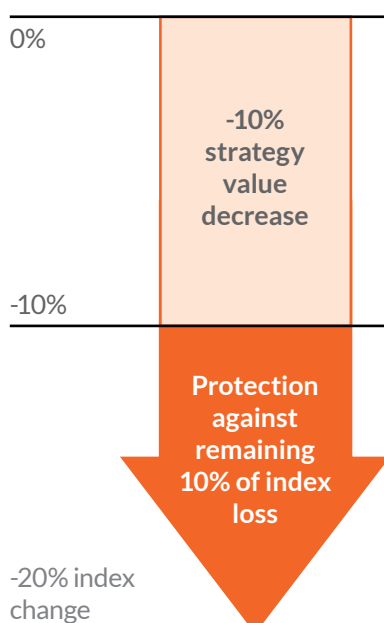 0%
-10%
strategy
value
decrease
-10%
Protection
against
remaining
10% of index
loss
-20% index
change